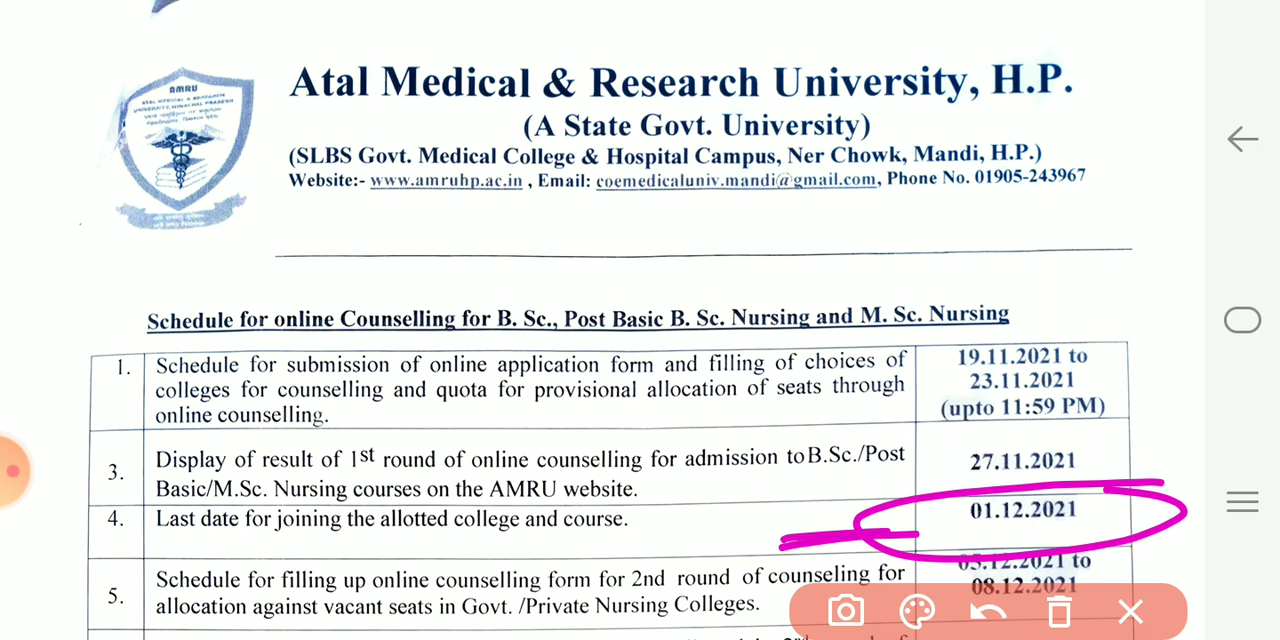 AMRU
Atal Medical & Research University, H.P.
(A State Govt. University)
(SLBS Govt. Medical College & Hospital Campus, Ner Chowk, Mandi, H.P.)
Website:- www.amruhp.ac.in , Email: coemedicaluniv.mandi@gmail.com, Phone No. 01905-243967
Schedule for online Counselling for B. Sc., Post Basic B. Sc. Nursing and M. Sc. Nursing
1. Schedule for submission of online application form and filling of choices of
colleges for counselling and quota for provisional allocation of seats through
online counselling.
19.11.2021 to
23.11.2021
(upto 11:59 PM)
3. Display of result of 1st round of online counselling for admission to B.Sc./Post
Basic/M.Sc. Nursing courses on the AMRU website.
27.11.2021
4. Last date for joining the allotted college and course.
01.12.2021
5. Schedule for filling up online counselling form for 2nd round of counseling for
allocation against vacant seats in Govt. /Private Nursing Colleges.
05.12.2021 to
08.12.2021